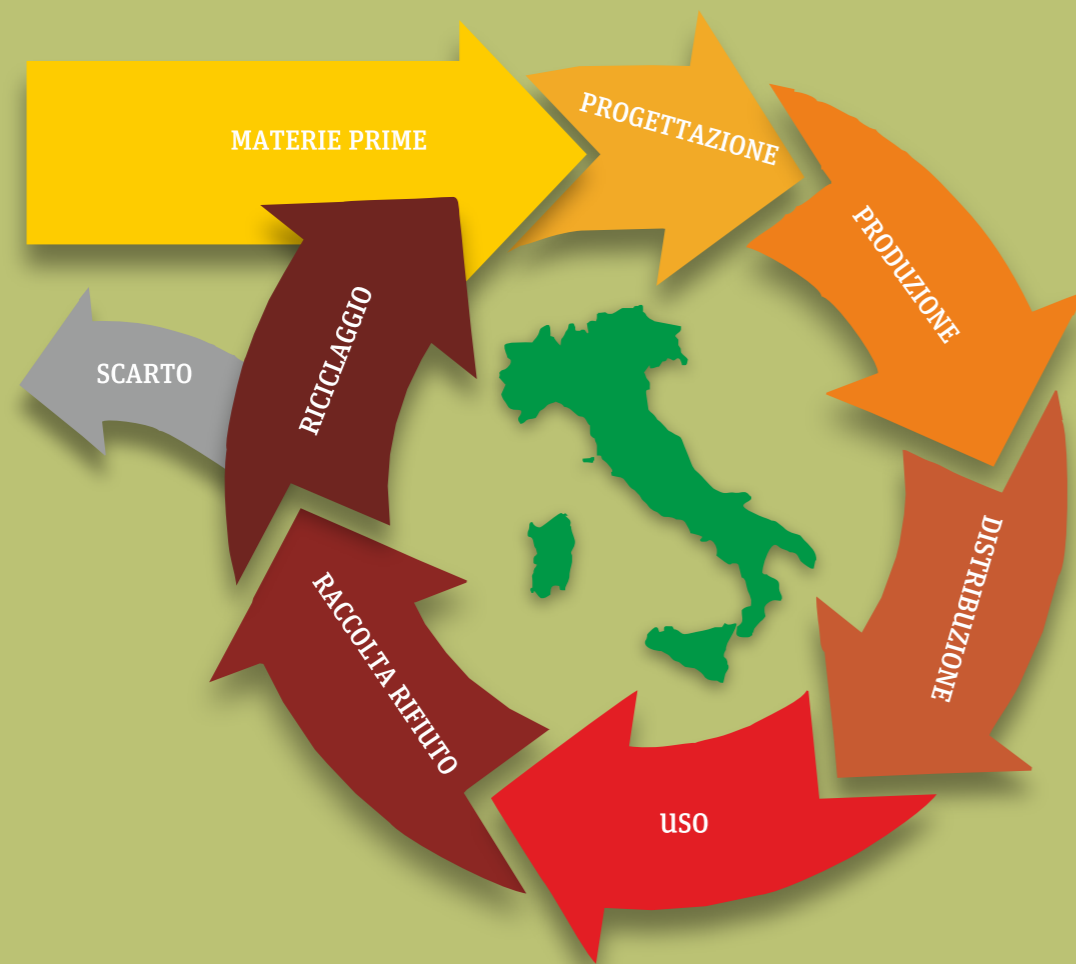 MATERIE PRIME
PROGETTAZIONE
PRODUZIONE
DISTRIBUZIONE
USO
RACCOLTA RIFIUTO
RICICLAGGIO
SCARTO